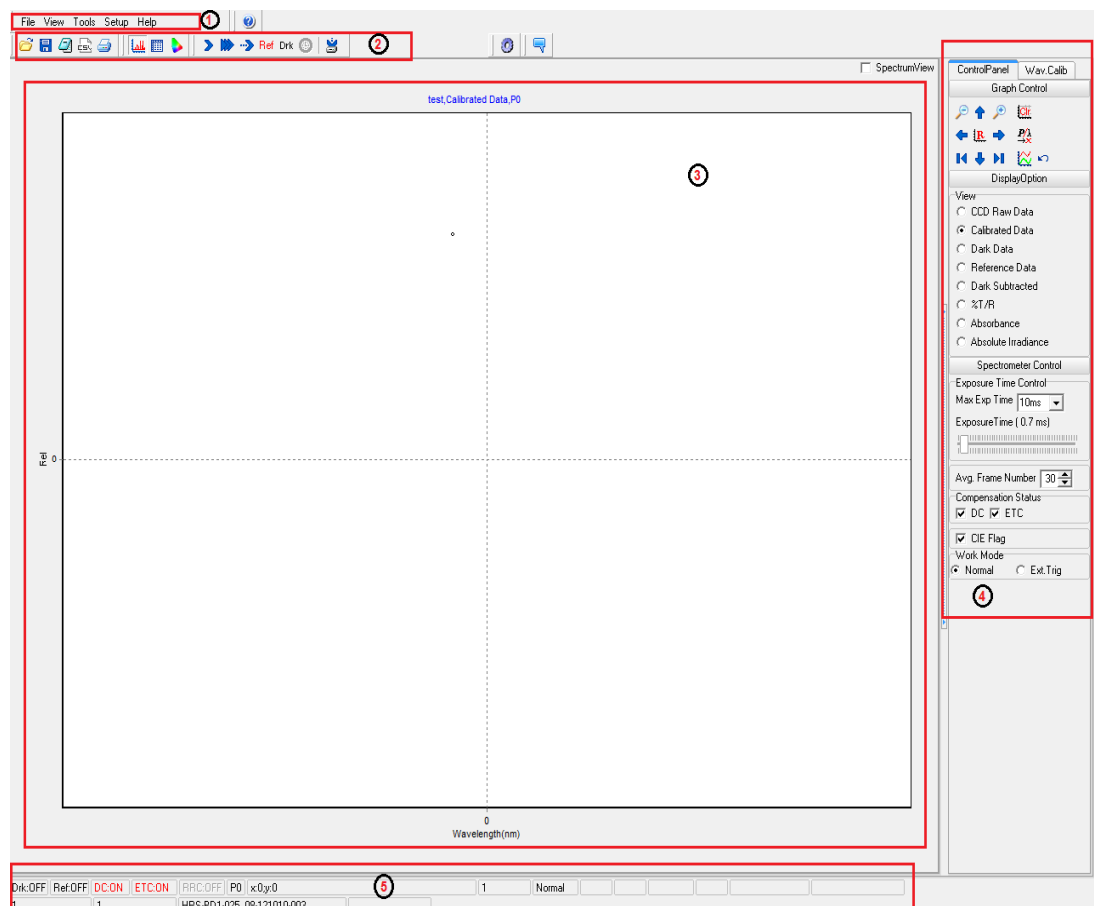 File View Tools Setup Help 1
CSV Ref Drk 2
SpectrumView
test,Calibrated Data,P0
3
Rel 0
0
Wavelength(nm)
ControlPanel Wav.Calib
Graph Control
Clr
R P/λ
DisplayOption
View
CCD Raw Data
Calibrated Data
Dark Data
Reference Data
Dark Subtracted
%T/R
Absorbance
Absolute Irradiance
Spectrometer Control
Exposure Time Control
Max Exp Time 10ms
ExposureTime ( 0.7 ms)
Avg. Frame Number 30
Compensation Status
DC ETC
CIE Flag
Work Mode
Normal Ext.Trig
4
Drk:OFF Ref:OFF DC:ON ETC:ON RRC:OFF P0 x:0;y:0 5 1 Normal
1 1